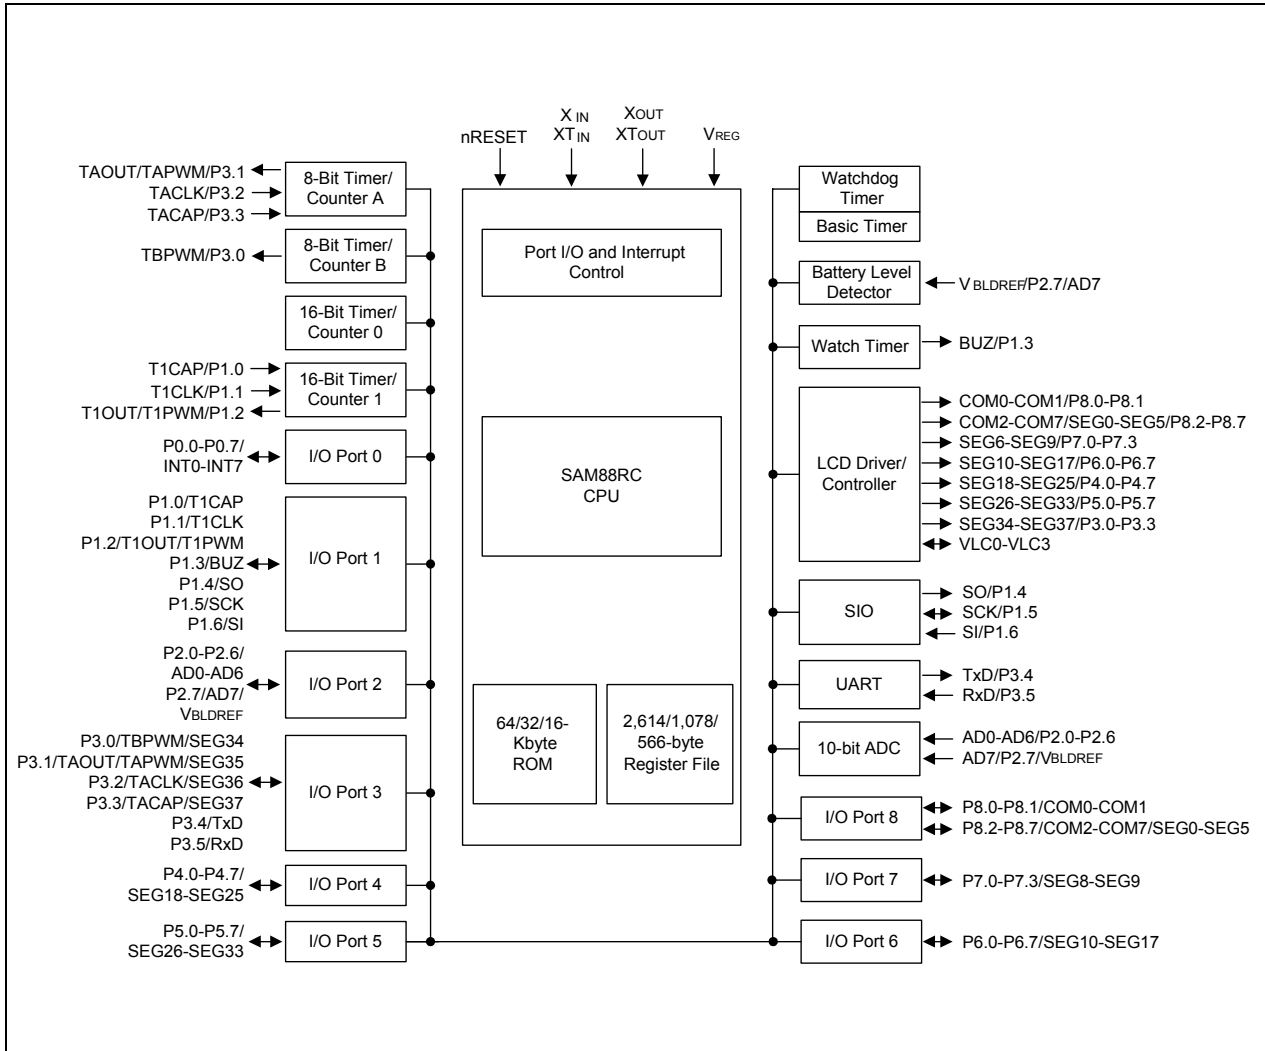 nRESET
X IN
XTIN
XOUT
XTOUT
VREG
TAOUT/TAPWM/P3.1
TACLK/P3.2
TACAP/P3.3
8-Bit Timer/
Counter A
TBPWM/P3.0
8-Bit Timer/
Counter B
16-Bit Timer/
Counter 0
T1CAP/P1.0
T1CLK/P1.1
T1OUT/T1PWM/P1.2
16-Bit Timer/
Counter 1
P0.0-P0.7/
INT0-INT7
I/O Port 0
P1.0/T1CAP
P1.1/T1CLK
P1.2/T1OUT/T1PWM
P1.3/BUZ
P1.4/SO
P1.5/SCK
P1.6/SI
I/O Port 1
P2.0-P2.6/
AD0-AD6
P2.7/AD7/
VBLDREF
I/O Port 2
P3.0/TBPWM/SEG34
P3.1/TAOUT/TAPWM/SEG35
P3.2/TACLK/SEG36
P3.3/TACAP/SEG37
P3.4/TxD
P3.5/RxD
I/O Port 3
P4.0-P4.7/
SEG18-SEG25
I/O Port 4
P5.0-P5.7/
SEG26-SEG33
I/O Port 5
Port I/O and Interrupt
Control
SAM88RC
CPU
64/32/16-
Kbyte
ROM
2,614/1,078/
566-byte
Register File
Watchdog
Timer
Basic Timer
Battery Level
Detector
V BLDREF/P2.7/AD7
Watch Timer
BUZ/P1.3
LCD Driver/
Controller
COM0-COM1/P8.0-P8.1
COM2-COM7/SEG0-SEG5/P8.2-P8.7
SEG6-SEG9/P7.0-P7.3
SEG10-SEG17/P6.0-P6.7
SEG18-SEG25/P4.0-P4.7
SEG26-SEG33/P5.0-P5.7
SEG34-SEG37/P3.0-P3.3
VLC0-VLC3
SIO
SO/P1.4
SCK/P1.5
SI/P1.6
UART
TxD/P3.4
RxD/P3.5
10-bit ADC
AD0-AD6/P2.0-P2.6
AD7/P2.7/VBLDREF
I/O Port 8
P8.0-P8.1/COM0-COM1
P8.2-P8.7/COM2-COM7/SEG0-SEG5
I/O Port 7
P7.0-P7.3/SEG8-SEG9
I/O Port 6
P6.0-P6.7/SEG10-SEG17